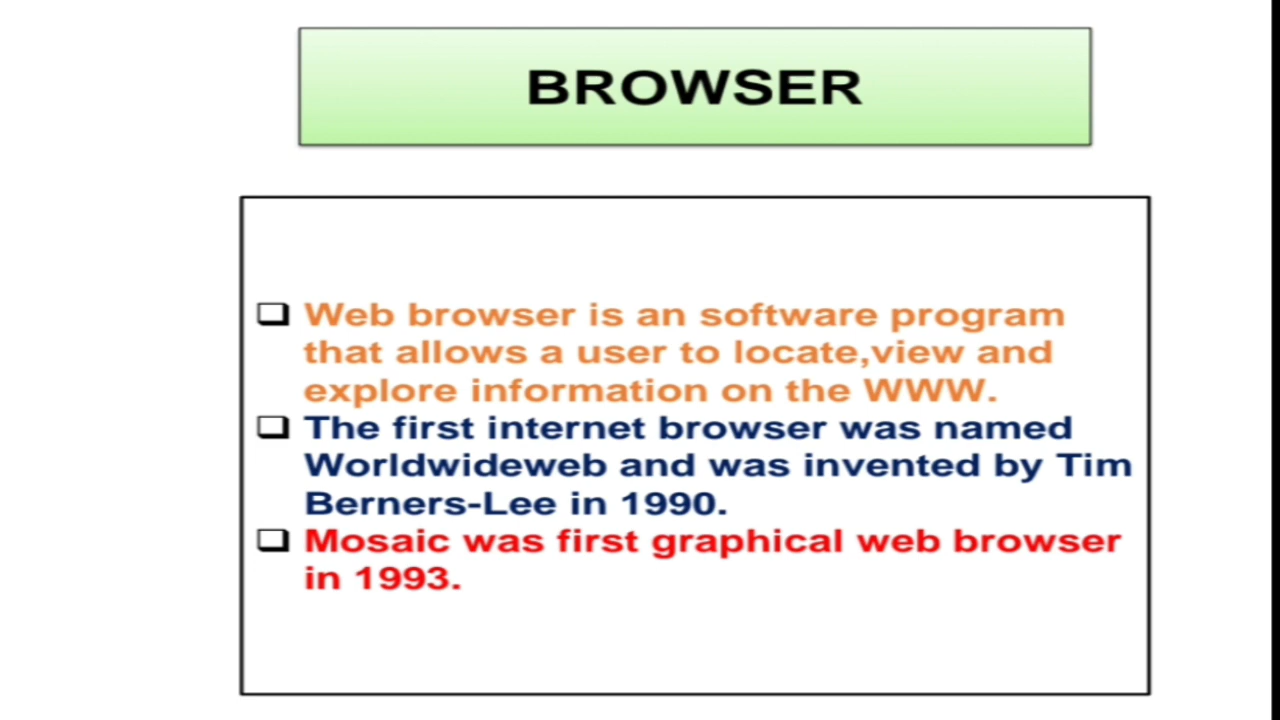 BROWSER
Web browser is an software program
that allows a user to locate,view and
explore information on the WWW.
The first internet browser was named
Worldwideweb and was invented by Tim
Berners-Lee in 1990.
Mosaic was first graphical web browser
in 1993.